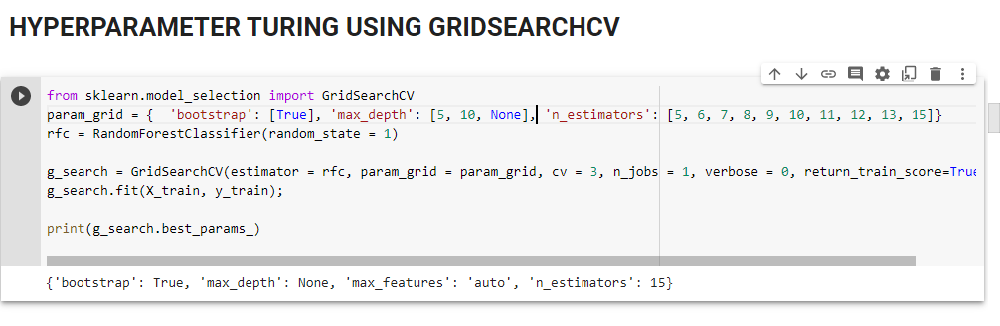 HYPERPARAMETER TURING USING GRIDSEARCHCV
from sklearn.model_selection import GridSearchCV
param_grid = {  'bootstrap': [True], 'max_depth': [5, 10, None], 'n_estimators': [5, 6, 7, 8, 9, 10, 11, 12, 13, 15]}
rfc = RandomForestClassifier(random_state = 1)
g_search = GridSearchCV(estimator = rfc, param_grid = param_grid, cv = 3, n_jobs = 1, verbose = 0, return_train_score=True
g_search.fit(X_train, y_train);
print(g_search.best_params_)
{'bootstrap': True, 'max_depth': None, 'max_features': 'auto', 'n_estimators': 15}